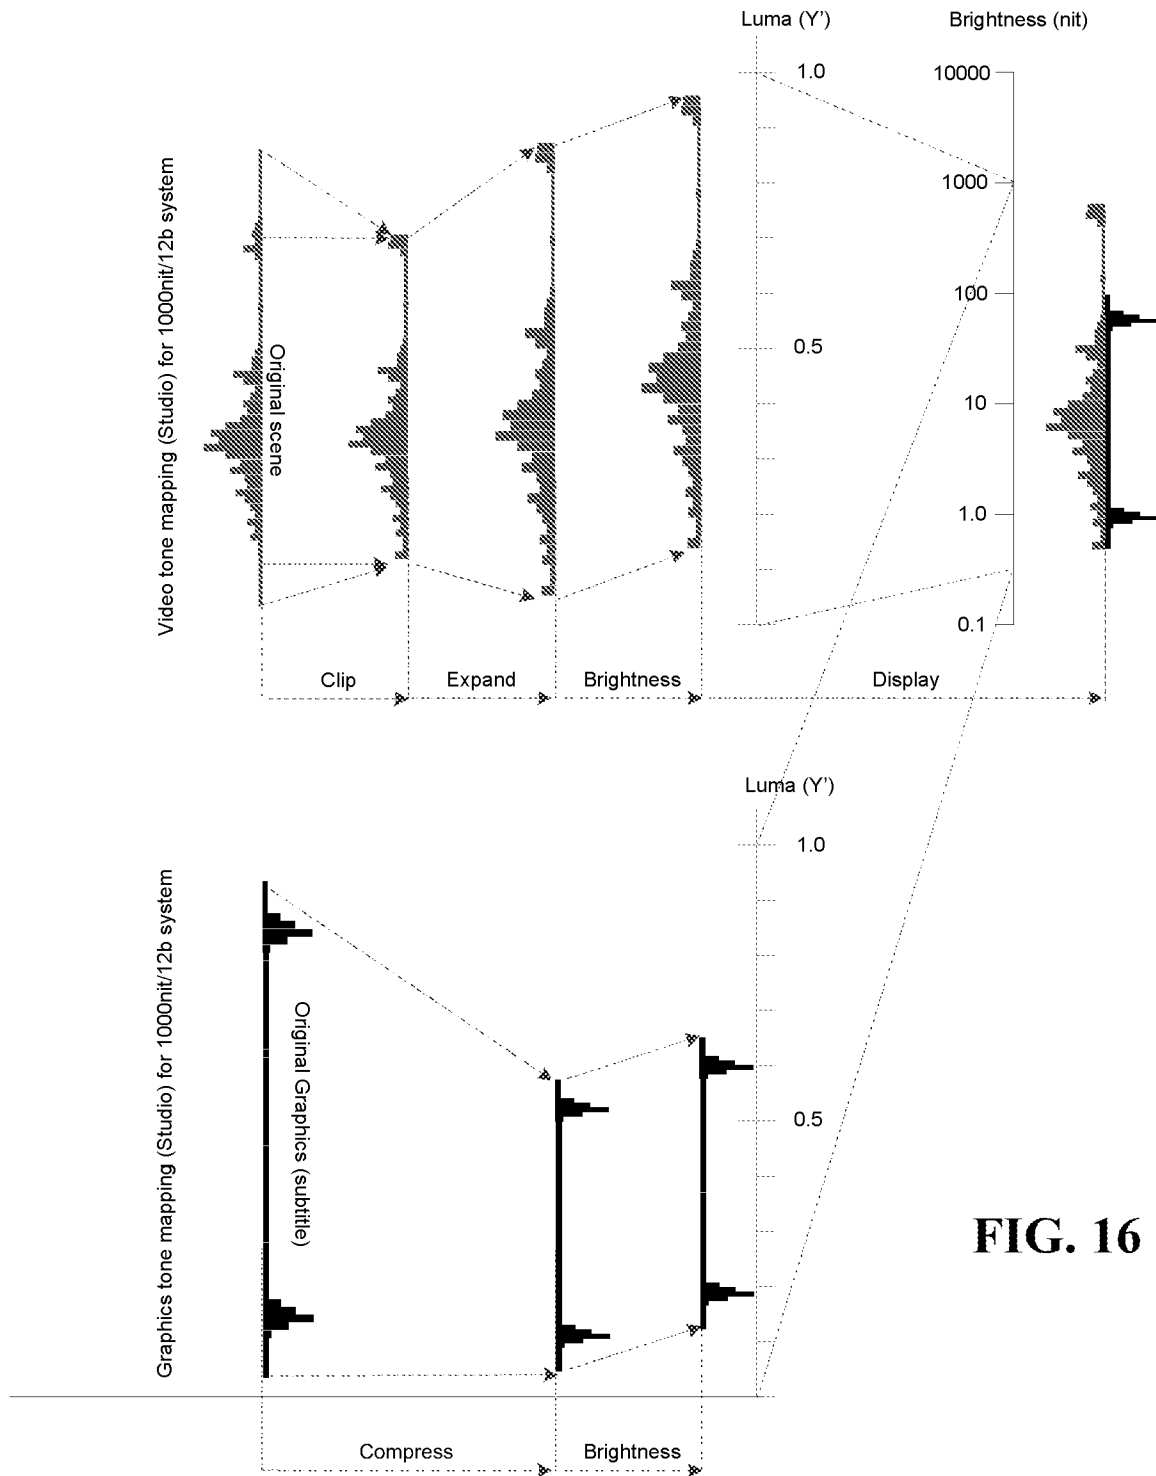 Luma (Y')
Brightness (nit)
1.0
10000
1000
100
0.5
10
1.0
0.1
Video tone mapping (Studio) for 1000nit/12b system
Original scene
Clip
Expand
Brightness
Display
Luma (Y')
1.0
0.5
Graphics tone mapping (Studio) for 1000nit/12b system
Original Graphics (subtitle)
FIG. 16
Compress
Brightness